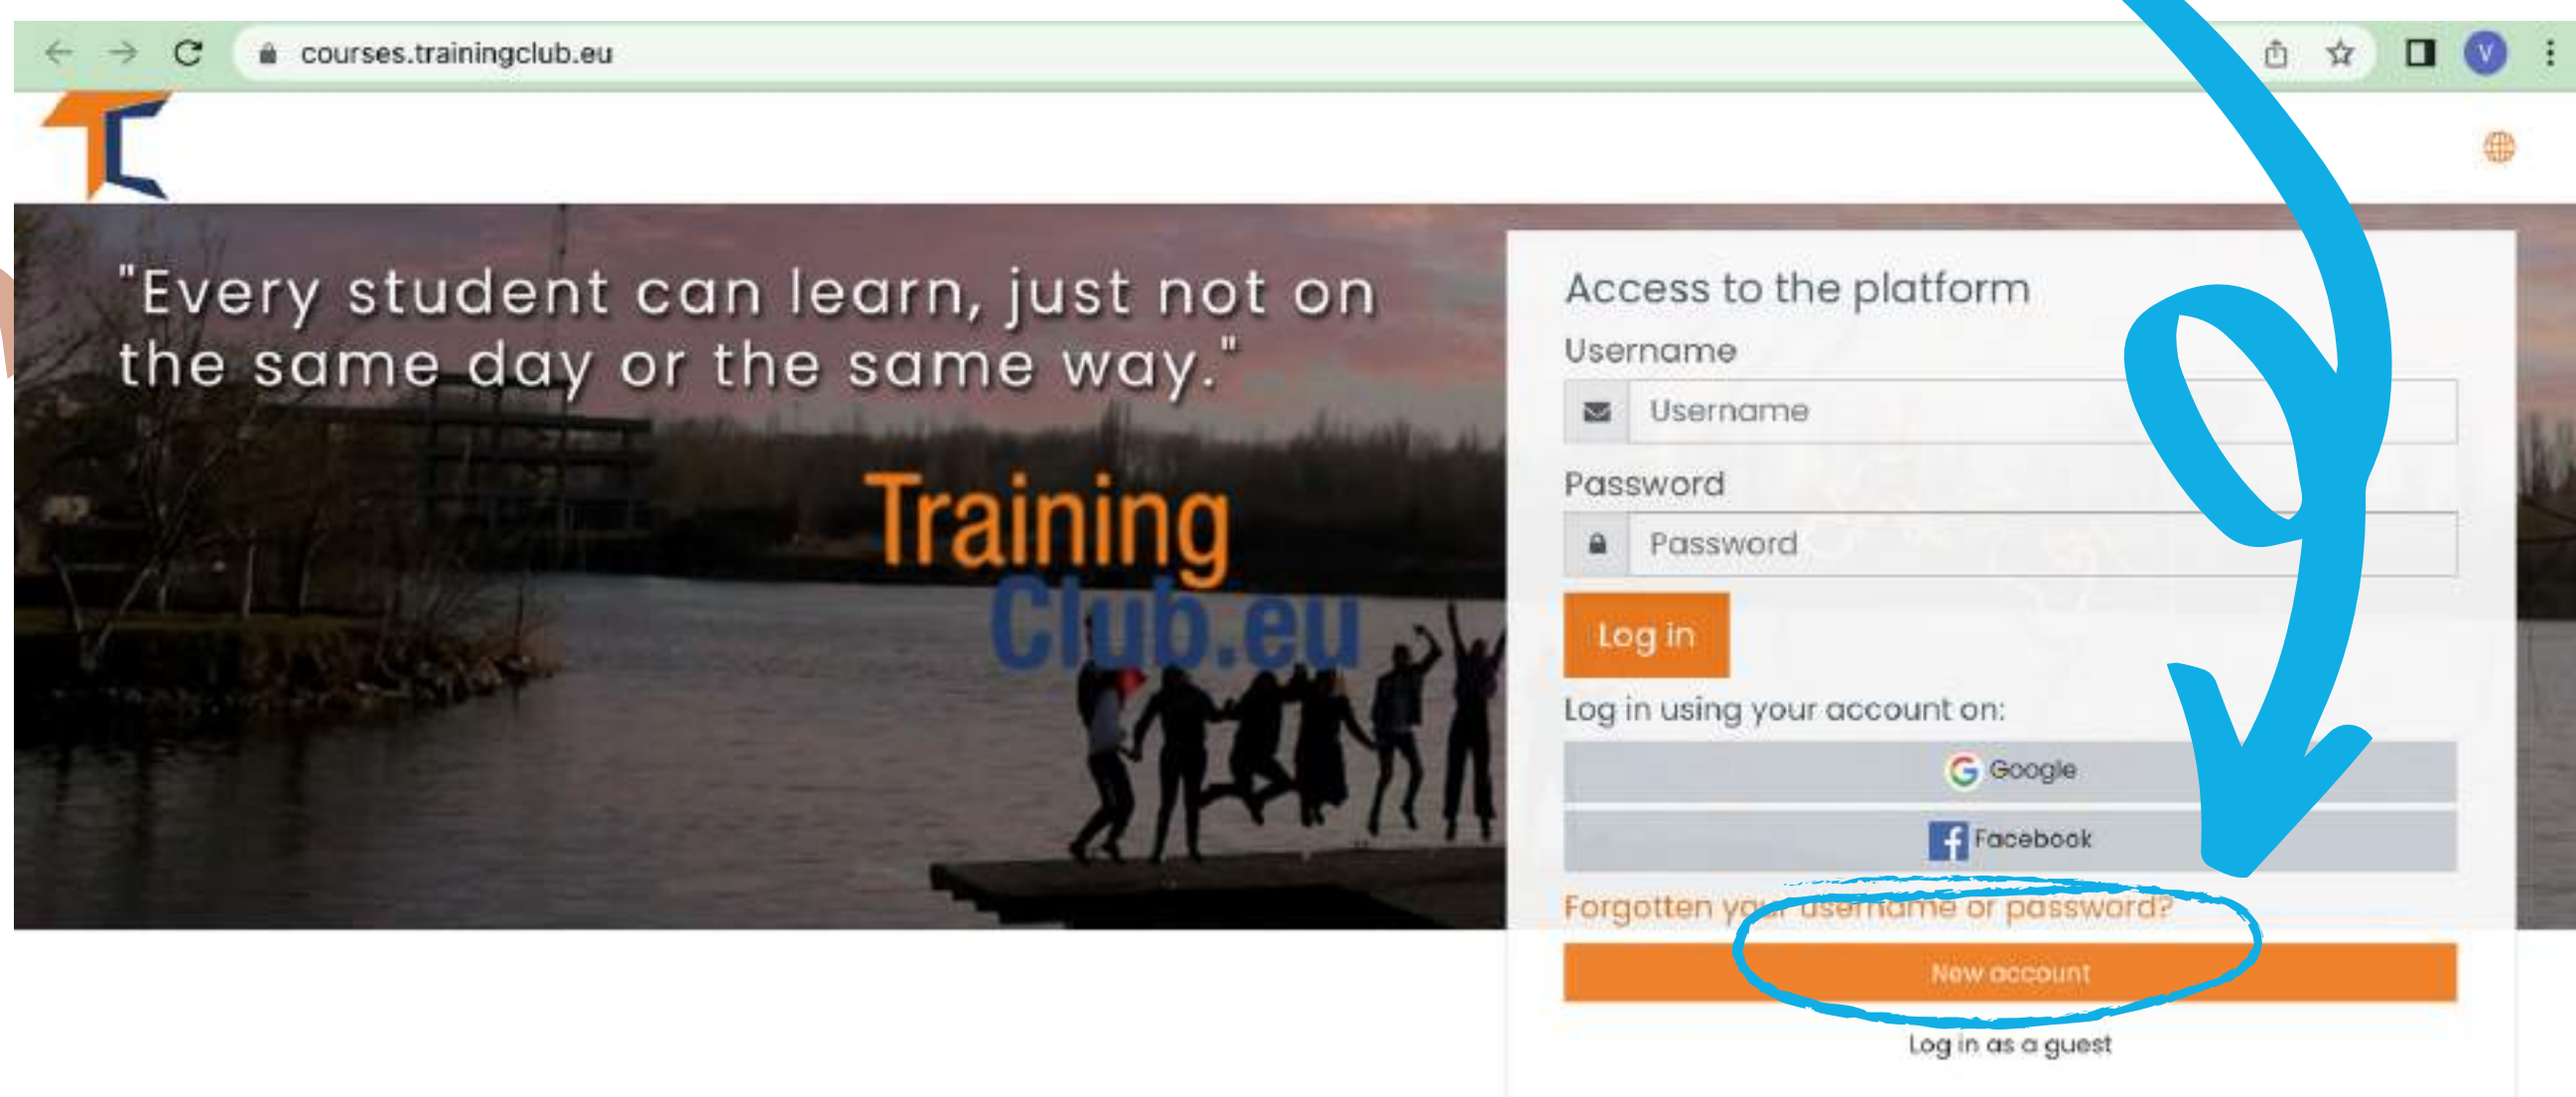 courses.trainingclub.eu
V
TC
"Every student can learn, just not on
the same day or the same way."
Training
Club.eu
Access to the platform
Username
Username
Password
Password
Log in
Log in using your account on:
Google
Facebook
Forgotten your username or password?
New account
Log in as a guest